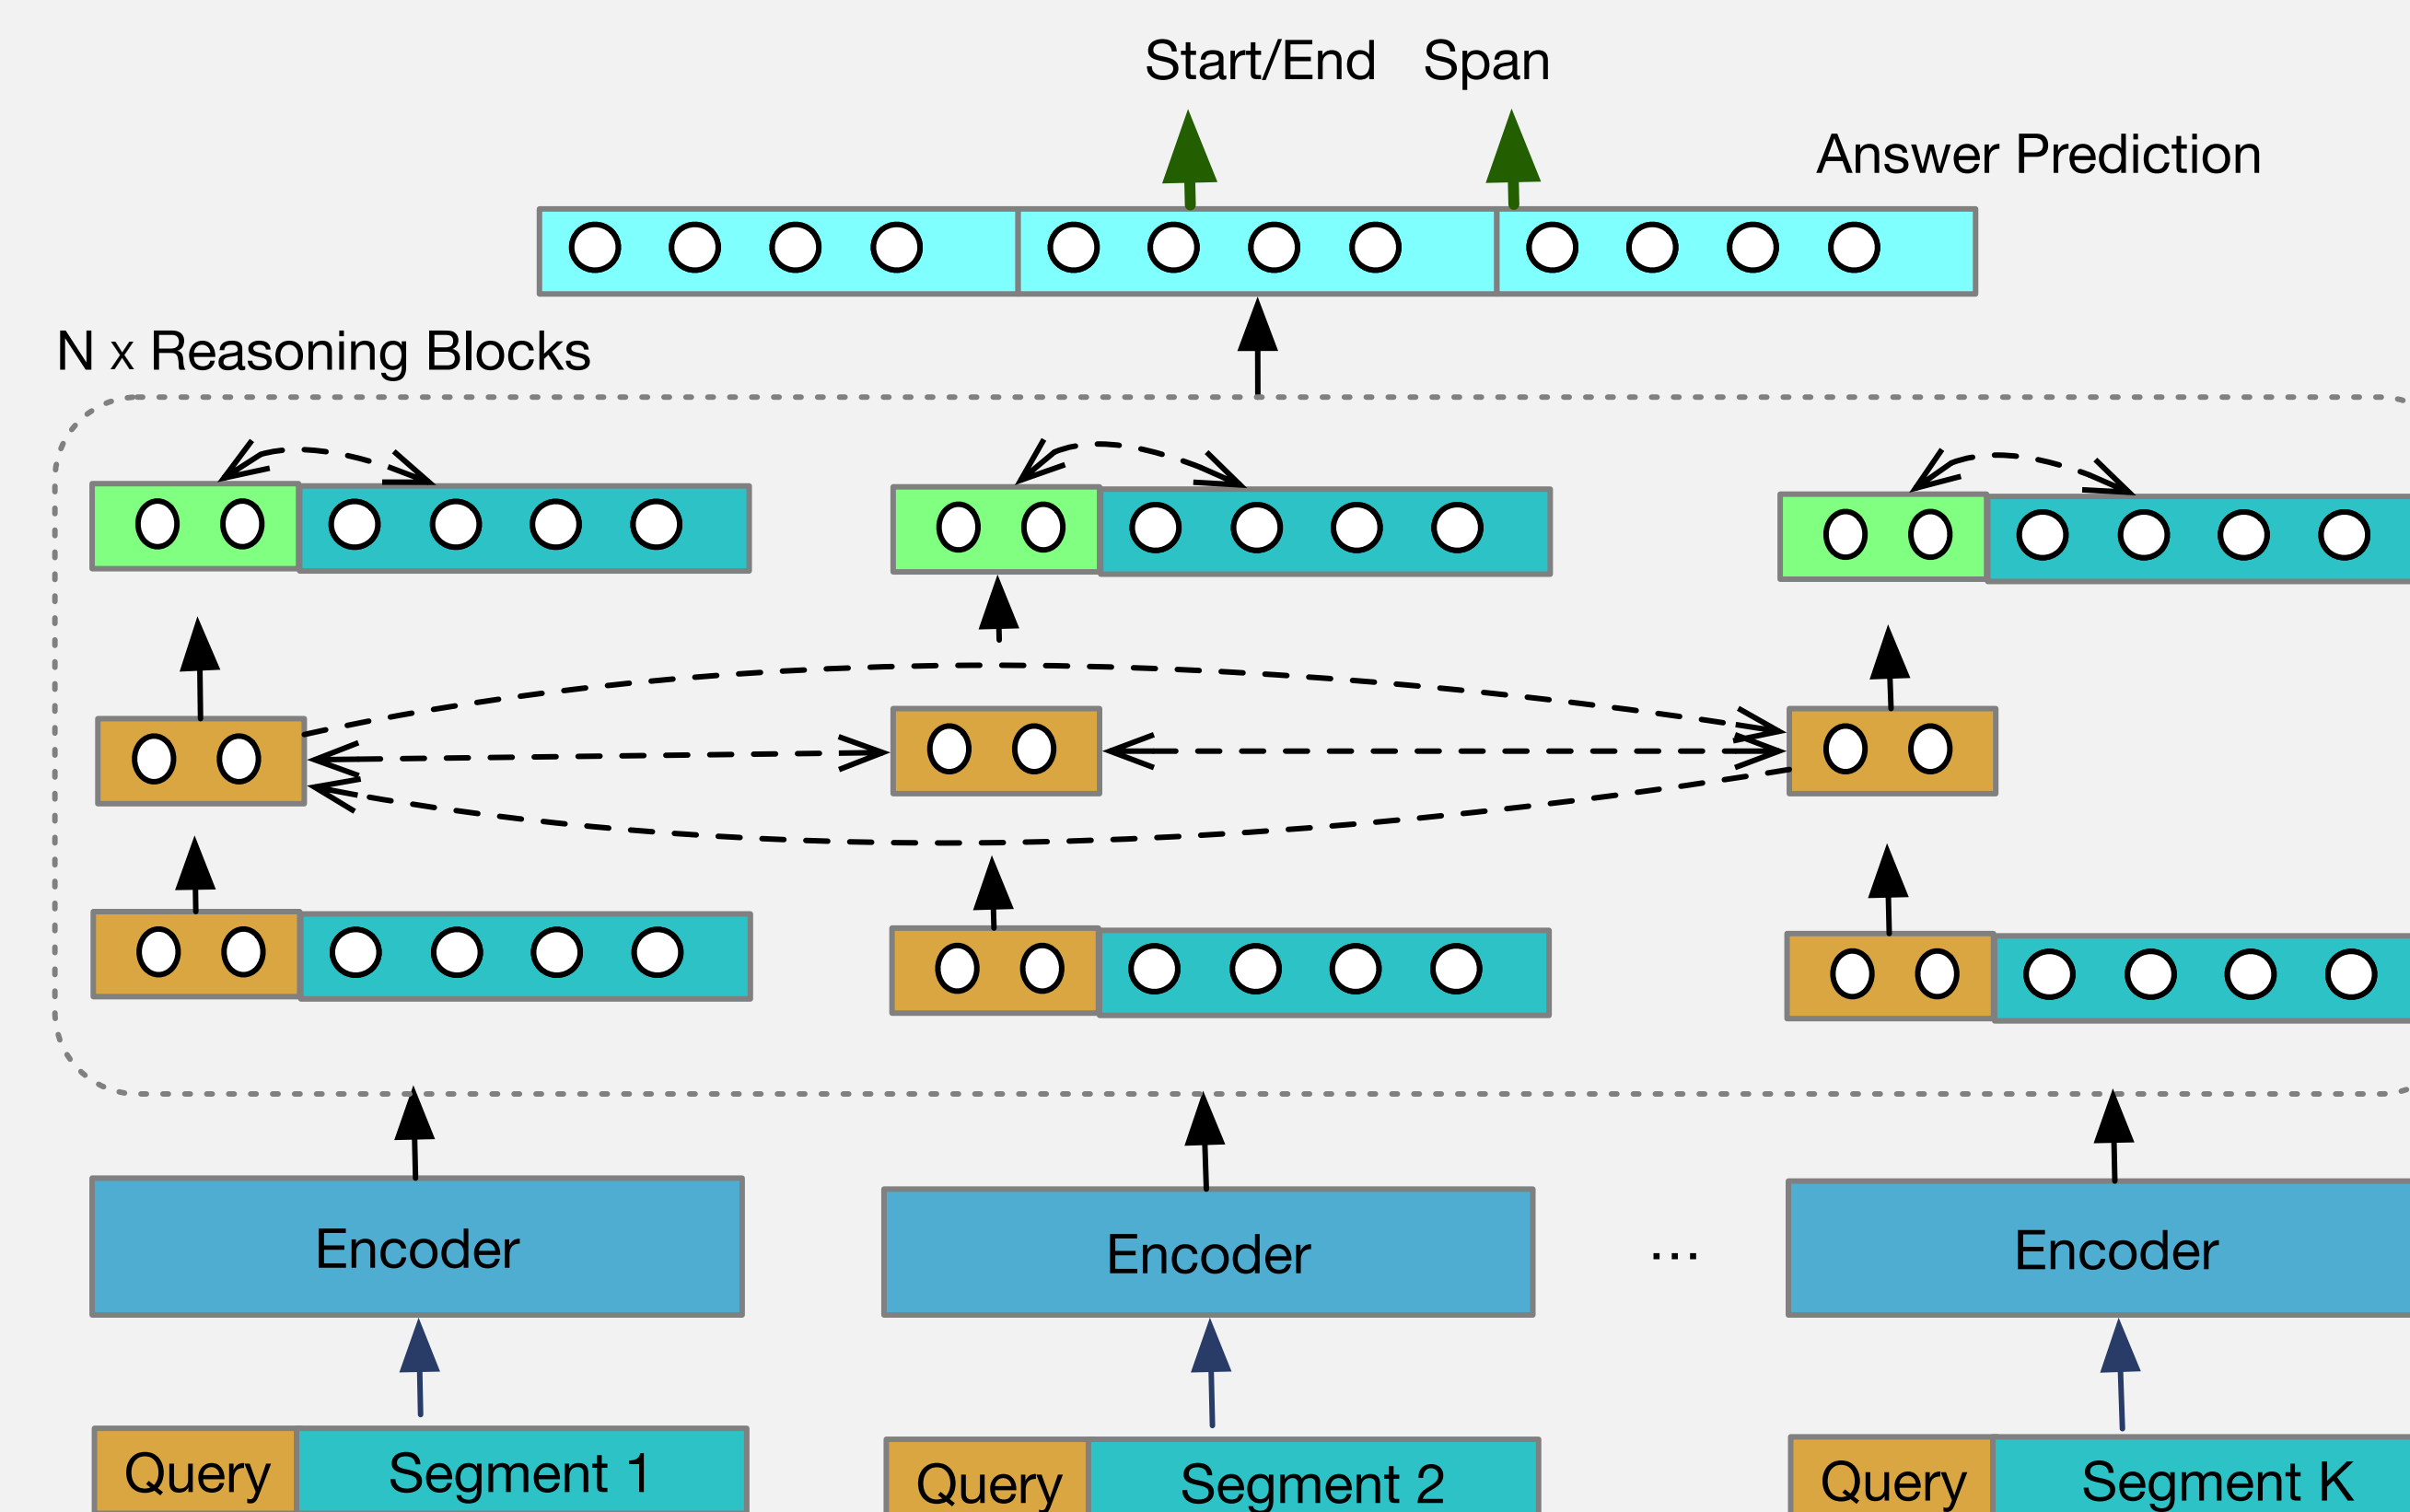 Start/End Span
Answer Prediction
N x Reasoning Blocks
Encoder
Encoder
...
Encoder
Query Segment 1
Query Segment 2
Query Segment K